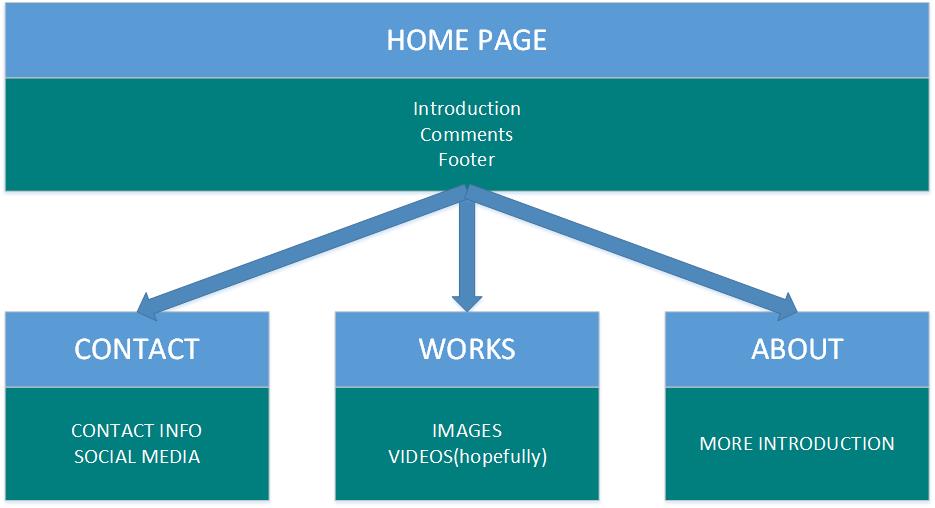 HOME PAGE
Introduction
Comments
Footer
CONTACT
CONTACT INFO
SOCIAL MEDIA
WORKS
IMAGES
VIDEOS(hopefully)
ABOUT
MORE INTRODUCTION